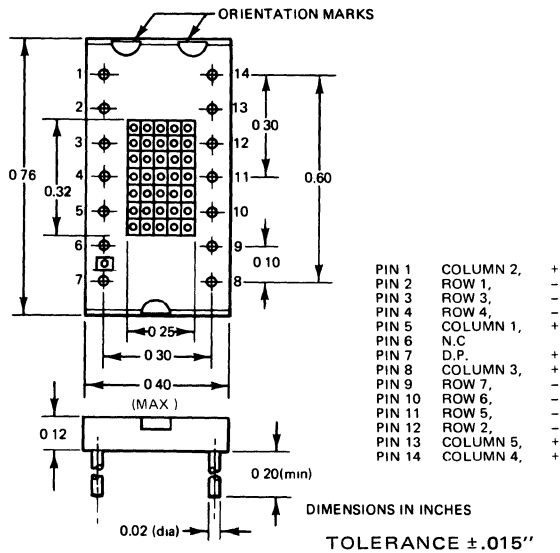 ORIENTATION MARKS
1 14
2 13
0 30
3 12
0 76
0.32
4 11
0.60
5 10
6 9
0 10
7 8
0 25
0 30
0 40
(MAX )
0 12
0 20(min)
0.02 (dia)
PIN 1 COLUMN 2, +
PIN 2 ROW 1, –
PIN 3 ROW 3, –
PIN 4 ROW 4, –
PIN 5 COLUMN 1, +
PIN 6 N.C
PIN 7 D.P. +
PIN 8 COLUMN 3, +
PIN 9 ROW 7, –
PIN 10 ROW 6, –
PIN 11 ROW 5, –
PIN 12 ROW 2, –
PIN 13 COLUMN 5, +
PIN 14 COLUMN 4, +
DIMENSIONS IN INCHES
TOLERANCE ±.015″